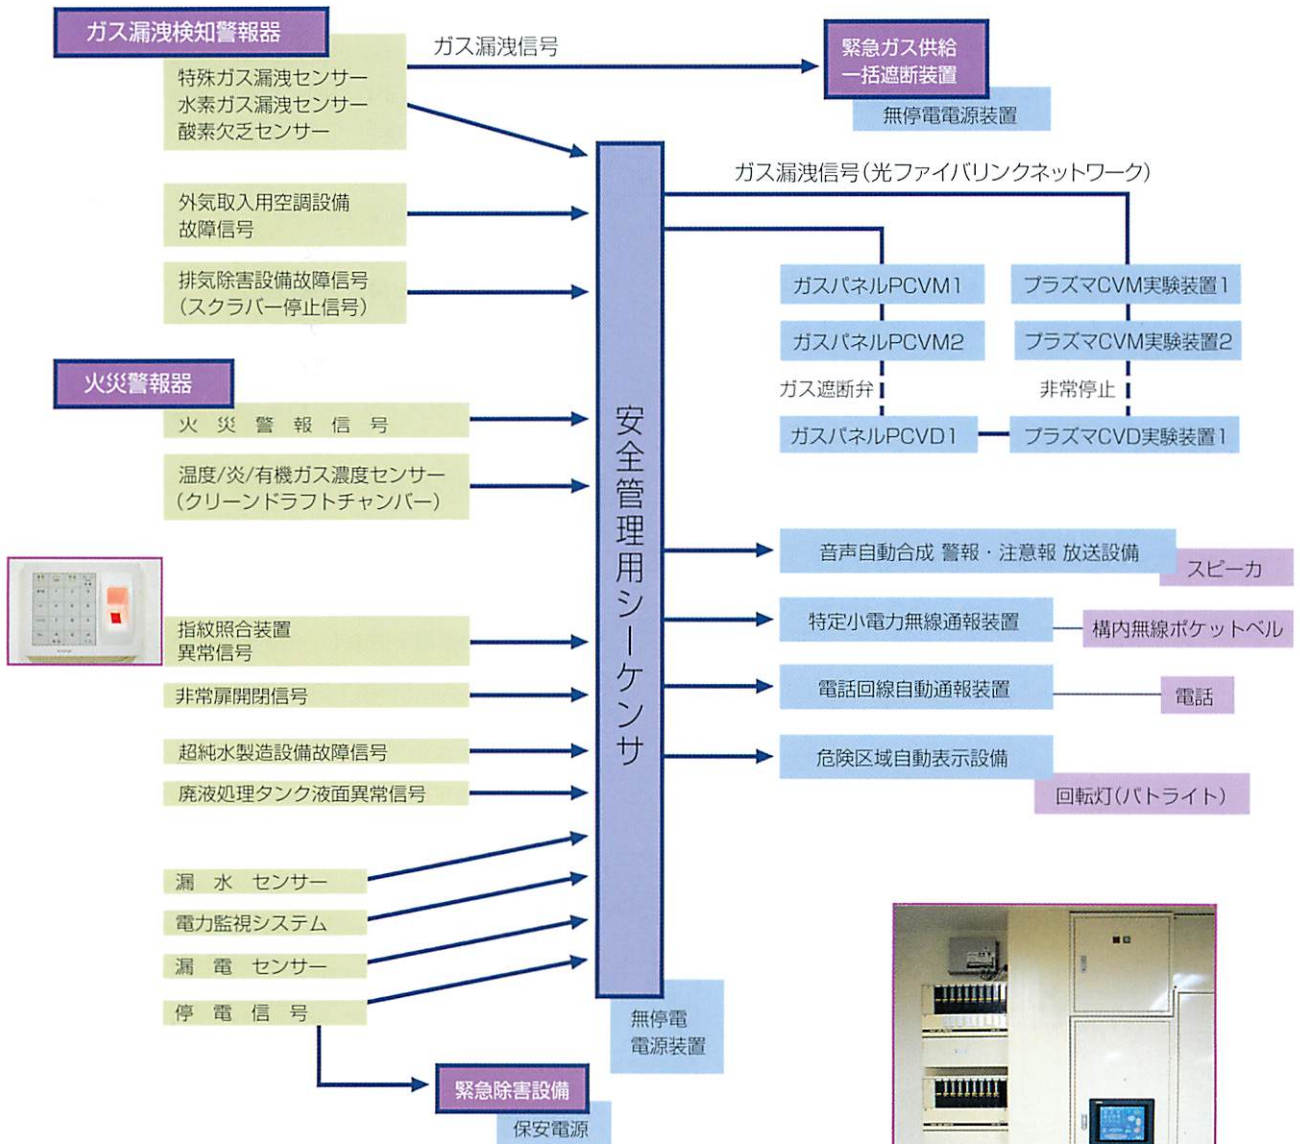 ガス漏洩検知警報器
特殊ガス漏洩センサー
水素ガス漏洩センサー
酸素欠乏センサー
ガス漏洩信号
緊急ガス供給
一括遮断装置
無停電電源装置
外気取入用空調設備
故障信号
排気除害設備故障信号
(スクラバー停止信号)
火災警報器
火災警報信号
温度/炎/有機ガス濃度センサー
(クリーンドラフトチャンバー)
指紋照合装置
異常信号
非常扉開閉信号
超純水製造設備故障信号
廃液処理タンク液面異常信号
漏水 センサー
電力監視システム
漏電 センサー
停電信号
緊急除害設備
保安電源
安全管理用シーケンサ
無停電
電源装置
ガス漏洩信号(光ファイバリンクネットワーク)
ガスパネルPCVM1
プラズマCVM実験装置1
ガスパネルPCVM2
プラズマCVM実験装置2
ガス遮断弁
非常停止
ガスパネルPCVD1
プラズマCVD実験装置1
音声自動合成 警報・注意報 放送設備
スピーカ
特定小電力無線通報装置
構内無線ポケットベル
電話回線自動通報装置
電話
危険区域自動表示設備
回転灯(パトライト)